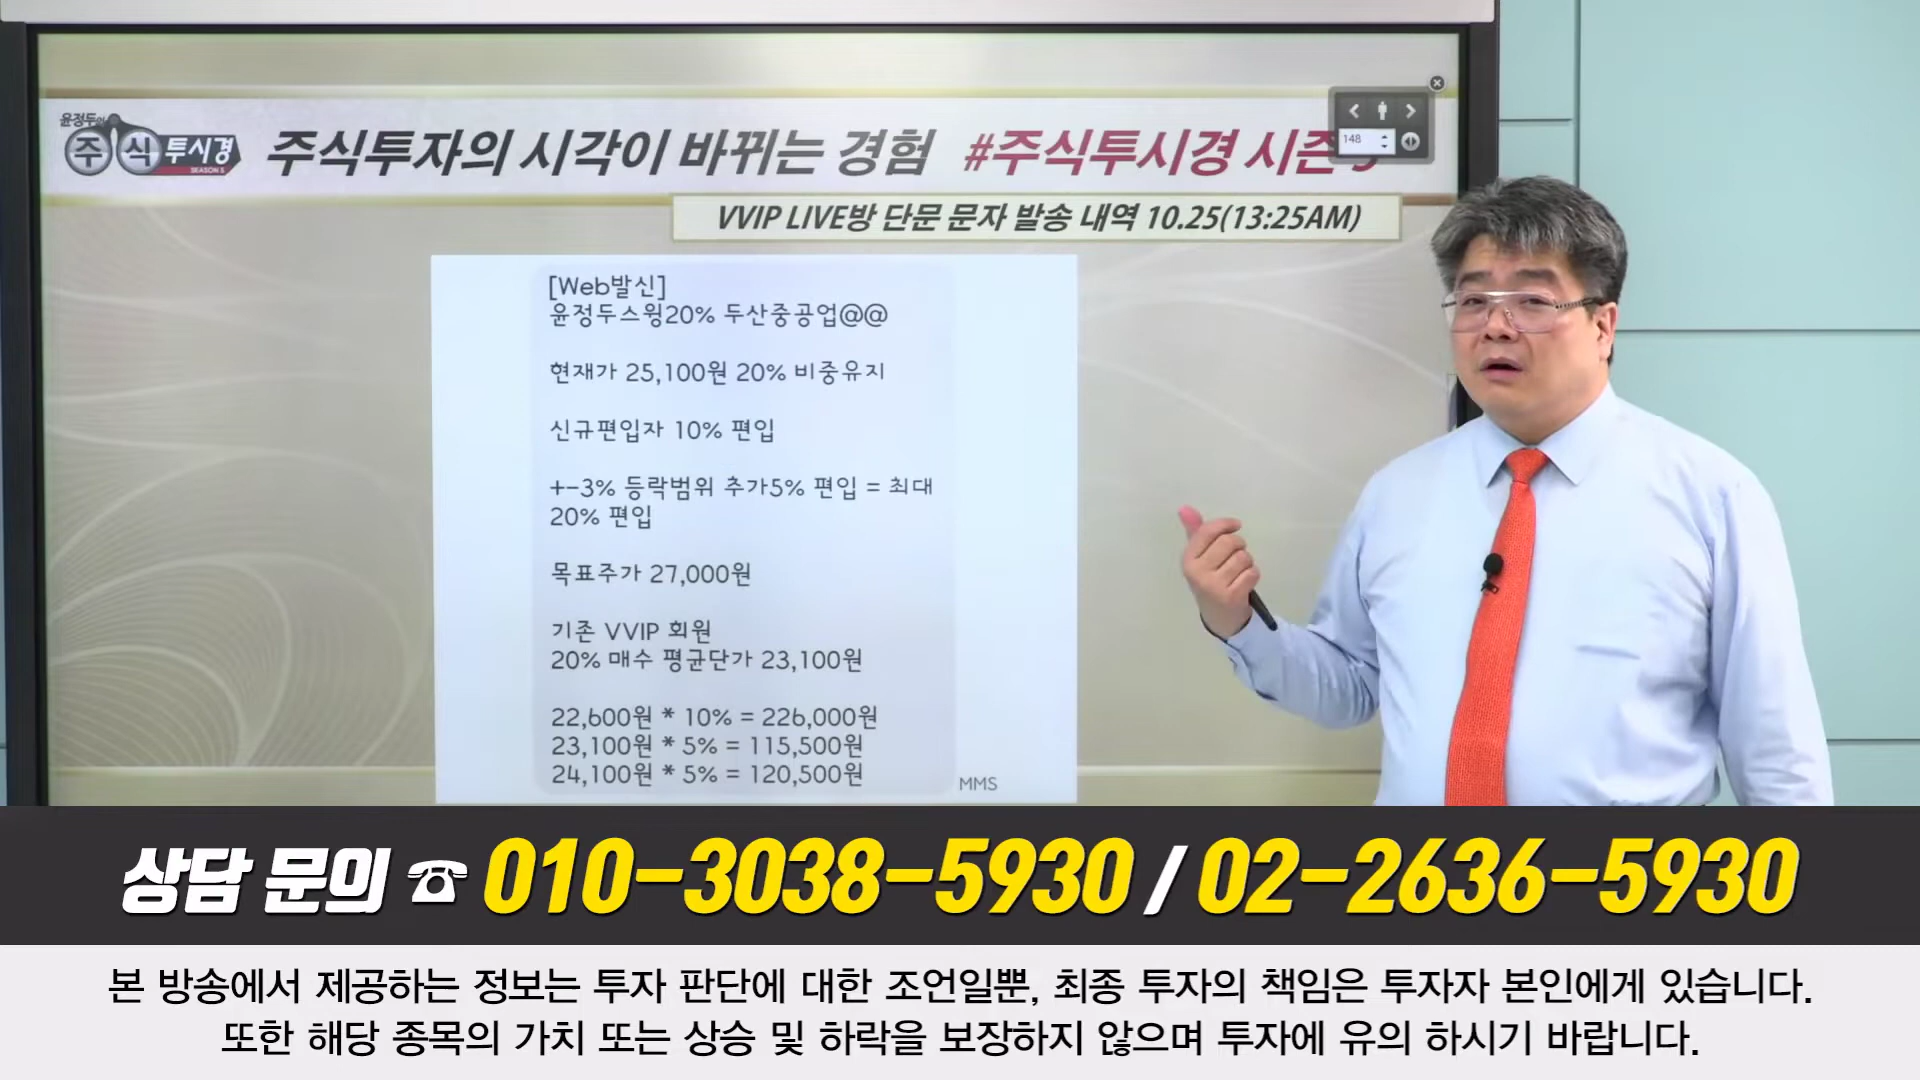 윤정두의
주식투시경
SEASON 5
주식투자의 시각이 바뀌는 경험 #주식투시경 시즌
148
VVIP LIVE방 단문 문자 발송 내역 10.25(13:25AM)
[Web발신]
윤정두스윙20% 두산중공업@@
현재가 25,100원 20% 비중유지
신규편입자 10% 편입
+-3% 등락범위 추가5% 편입 = 최대
20% 편입
목표주가 27,000원
기존 VVIP 회원
20% 매수 평균단가 23,100원
22,600원 * 10% = 226,000원
23,100원 * 5% = 115,500원
24,100원 * 5% = 120,500원
MMS
상담 문의 ☎ 010-3038-5930 / 02-2636-5930
본 방송에서 제공하는 정보는 투자 판단에 대한 조언일뿐, 최종 투자의 책임은 투자자 본인에게 있습니다.
또한 해당 종목의 가치 또는 상승 및 하락을 보장하지 않으며 투자에 유의 하시기 바랍니다.